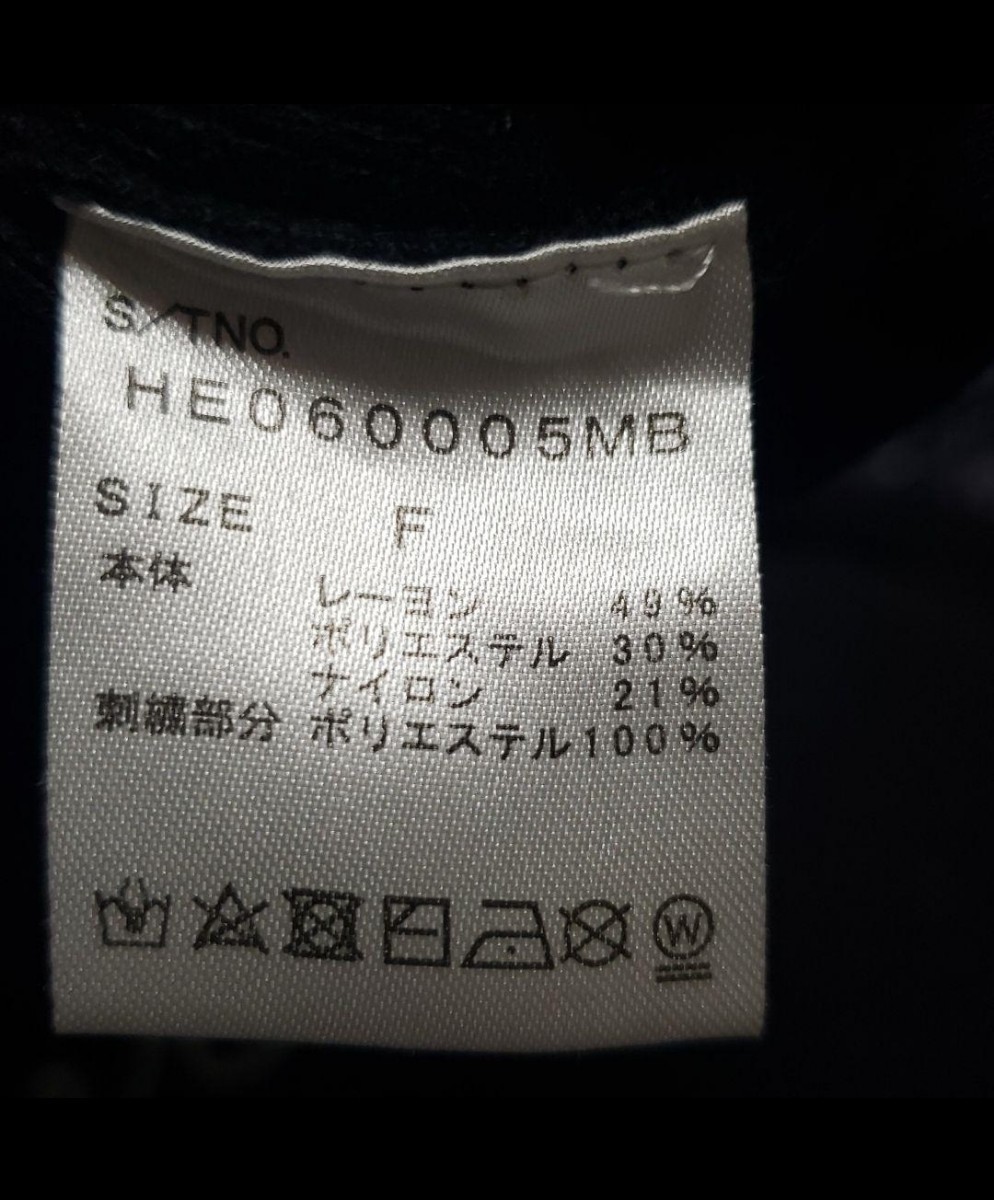 S/TNO.
HE060005MB
SIZE F
本体 レーヨン 49%
ポリエステル 30%
ナイロン 21%
刺繍部分 ポリエステル100%
W